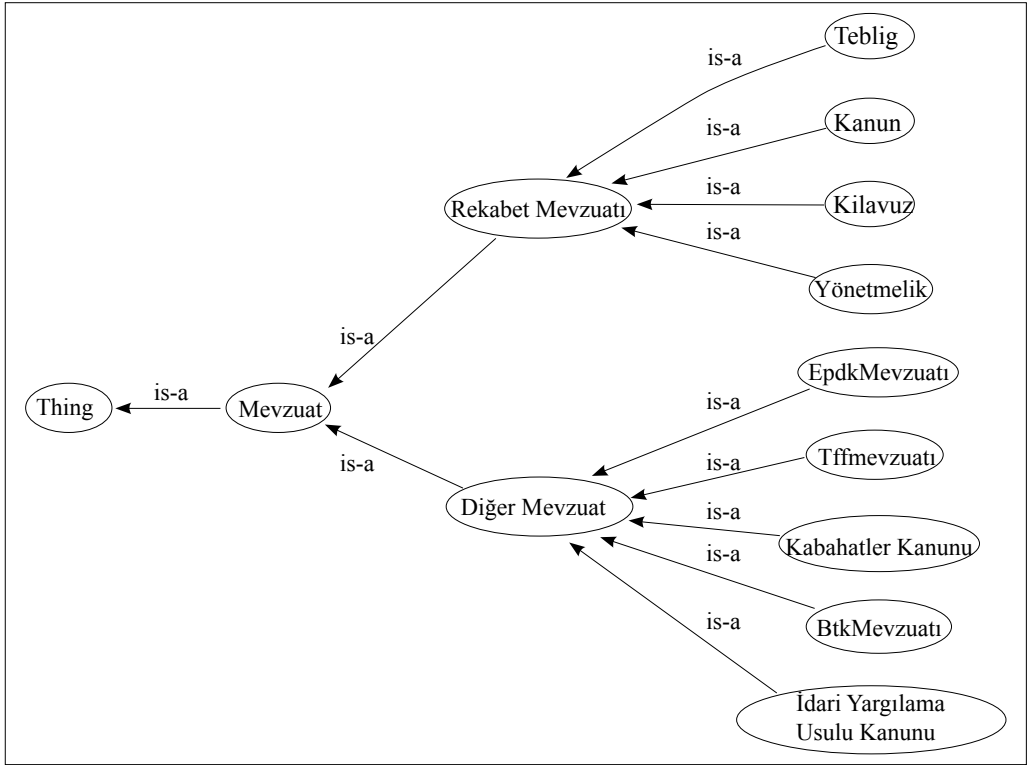 Teblig
is-a
Kanun
is-a
is-a
Kilavuz
Rekabet Mevzuatı
is-a
Yönetmelik
is-a
EpdkMevzuatı
Thing
is-a
Mevzuat
is-a
is-a
is-a
Tffmevzuatı
Diğer Mevzuat
is-a
Kabahatler Kanunu
is-a
BtkMevzuatı
is-a
İdari Yargılama
Usulu Kanunu